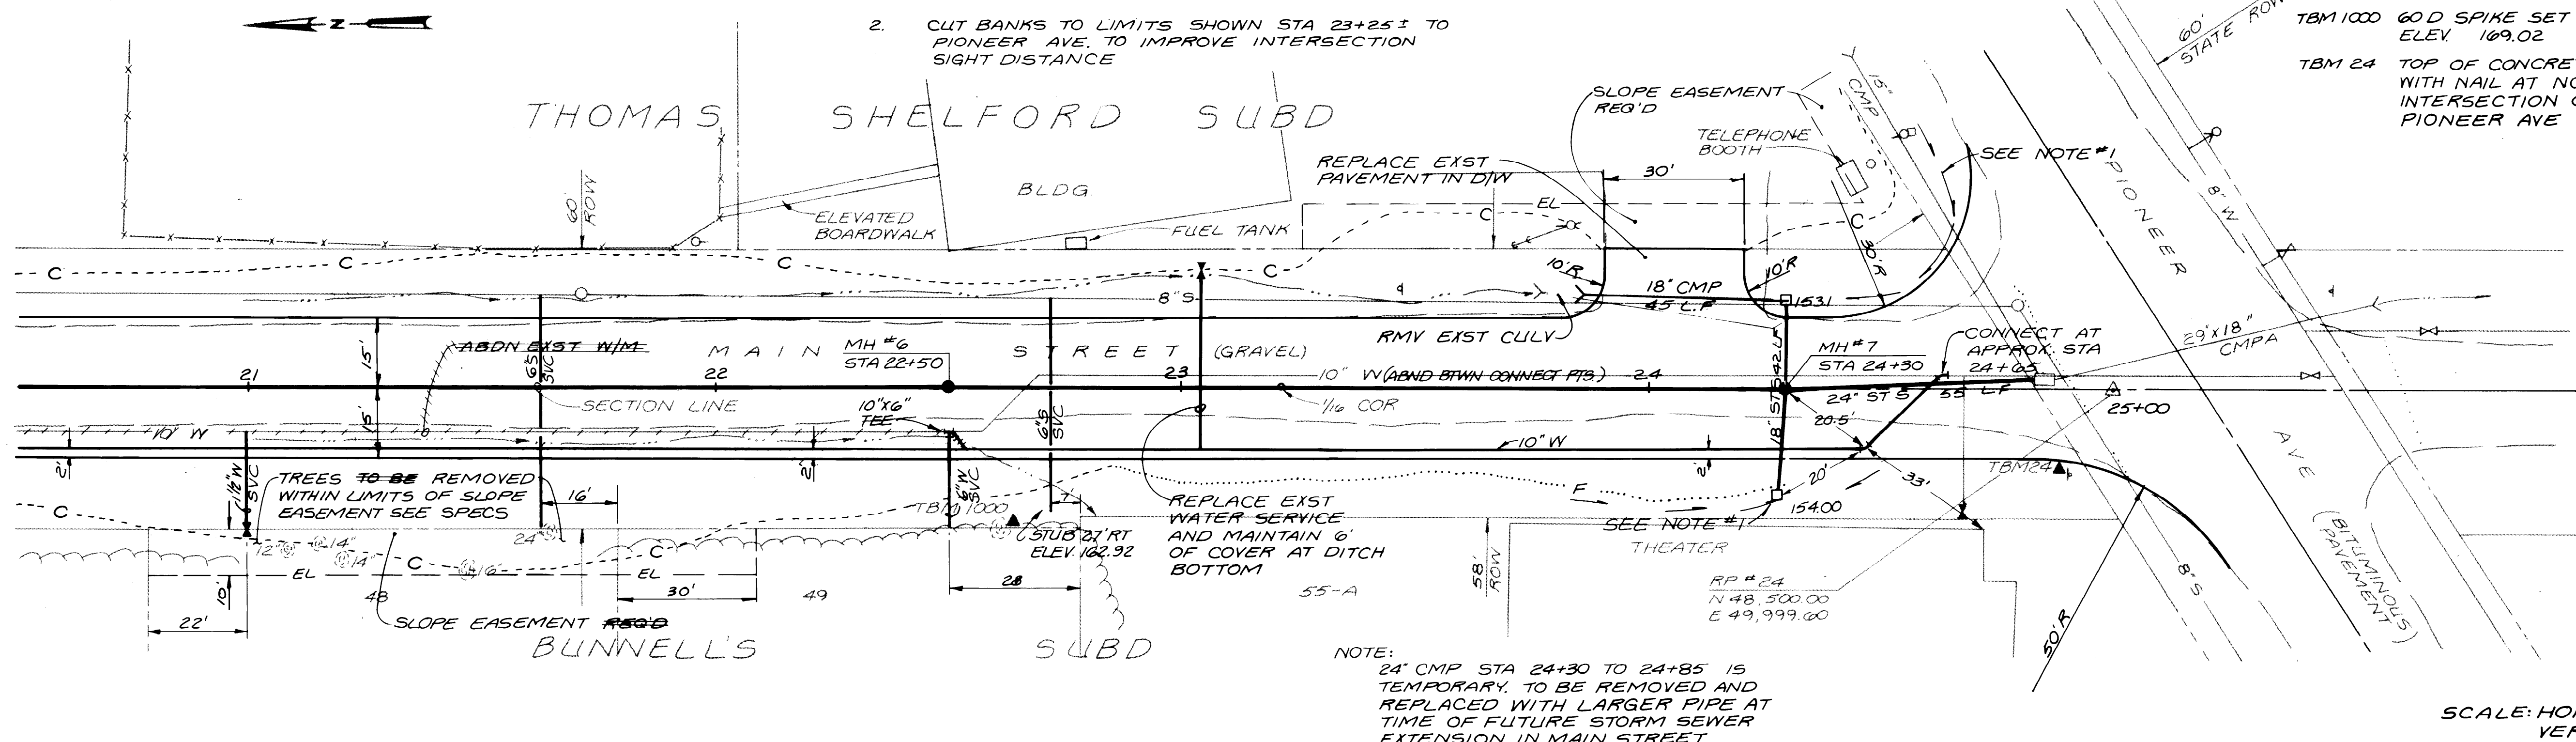 N
2. CUT BANKS TO LIMITS SHOWN STA 23+25± TO
PIONEER AVE. TO IMPROVE INTERSECTION
SIGHT DISTANCE
60'
STATE ROW
TBM 1000 60 D SPIKE SET
ELEV. 169.02
TBM 24 TOP OF CONCRE
WITH NAIL AT NO
INTERSECTION
PIONEER AVE
THOMAS SHELFORD SUBD
SLOPE EASEMENT
REQ'D
15"
CMP
TELEPHONE
BOOTH
SEE NOTE #1
REPLACE EXST
PAVEMENT IN D/W
30'
BLDG
60'
ROW
ELEVATED
BOARDWALK
FUEL TANK
EL
C
C
C
C
C
C
10'R
10'R
30'R
18" CMP
45 L.F.
153.1
8" S
8" W
PIONEER
AVE
(BITUMINOUS
PAVEMENT)
RMV EXST CULV
15'
15'
ABDN EXST W/M
MAIN STREET (GRAVEL)
6"S
SVC
MH #6
STA 22+50
MH #7
STA 24+30
CONNECT AT
APPROX. STA
24+65
29"x18"
CMPA
21
22
23
24
25+00
10" W (ABND BTWN CONNECT PTS.)
SECTION LINE
1/16 COR
18" STS 42 LF
24" STS 55 LF
20.5'
10"X6"
TEE
6"S
SVC
10" W
10" W
2'
2'
2'
1 1/2" W
SVC
6"W
SVC
TREES TO BE REMOVED
WITHIN LIMITS OF SLOPE
EASEMENT SEE SPECS
16'
TBM 1000
7'
STUB 27' RT
ELEV. 162.92
REPLACE EXST
WATER SERVICE
AND MAINTAIN 6'
OF COVER AT DITCH
BOTTOM
F
20'
33'
TBM24
154.00
SEE NOTE #1
THEATER
C
C
C
12"
14"
14"
16"
24"
EL
EL
10'
48
30'
49
28
55-A
58'
ROW
RP #24
N 48,500.00
E 49,999.60
22'
SLOPE EASEMENT REQ'D
BUNNELL'S SUBD
8" S
50'R
NOTE:
24" CMP STA 24+30 TO 24+85 IS
TEMPORARY. TO BE REMOVED AND
REPLACED WITH LARGER PIPE AT
TIME OF FUTURE STORM SEWER
EXTENSION IN MAIN STREET
SCALE: HO
VER